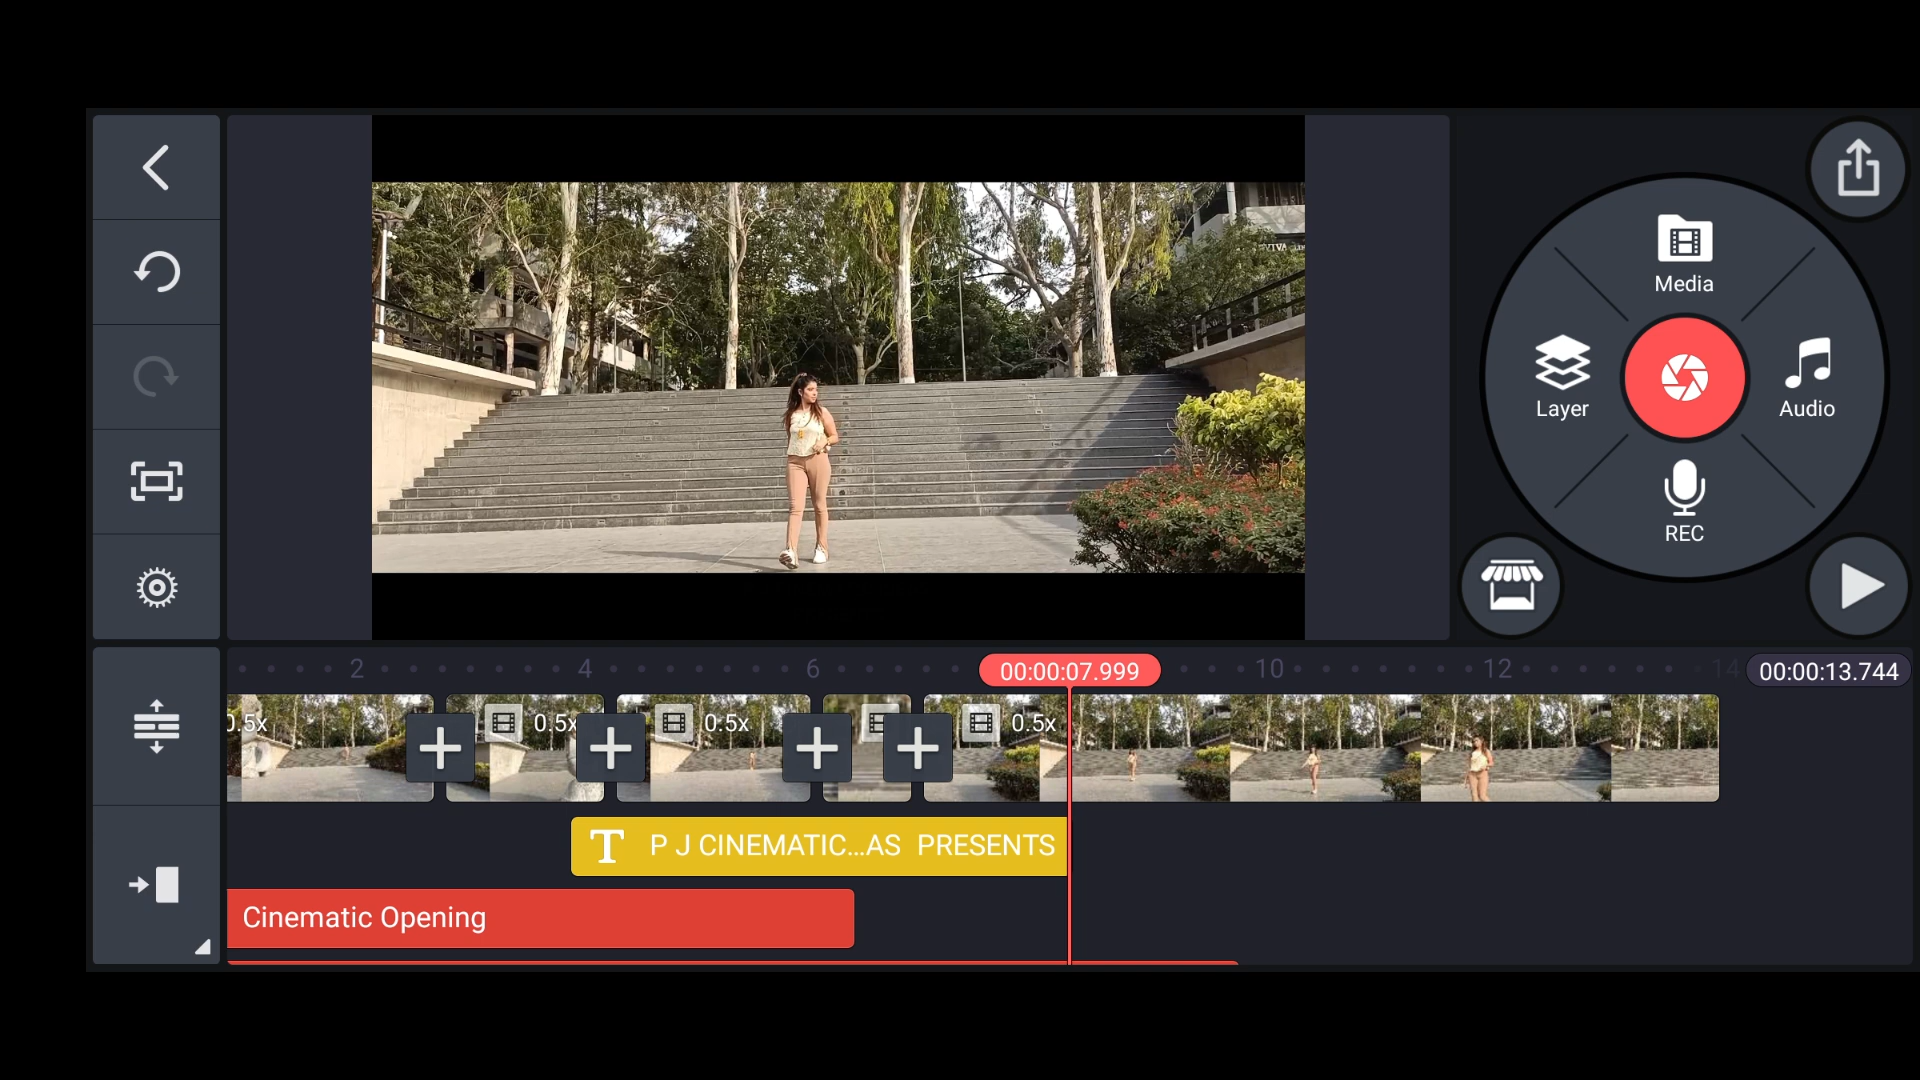 Media
Layer
Audio
REC
2 4 6 00:00:07.999 10 12 14 00:00:13.744
0.5x 0.5x 0.5x 0.5x
T P J CINEMATIC...AS PRESENTS
Cinematic Opening